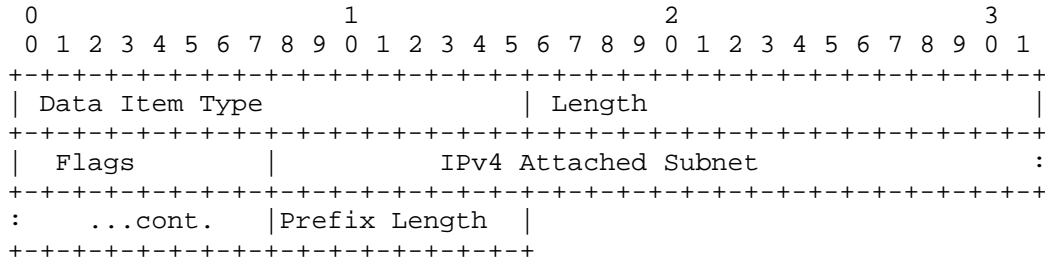 0                   1                   2                   3
 0 1 2 3 4 5 6 7 8 9 0 1 2 3 4 5 6 7 8 9 0 1 2 3 4 5 6 7 8 9 0 1
+-+-+-+-+-+-+-+-+-+-+-+-+-+-+-+-+-+-+-+-+-+-+-+-+-+-+-+-+-+-+-+-+
| Data Item Type                | Length                        |
+-+-+-+-+-+-+-+-+-+-+-+-+-+-+-+-+-+-+-+-+-+-+-+-+-+-+-+-+-+-+-+-+
|   Flags       |          IPv4 Attached Subnet                 :
+-+-+-+-+-+-+-+-+-+-+-+-+-+-+-+-+-+-+-+-+-+-+-+-+-+-+-+-+-+-+-+-+
:    ...cont.   |Prefix Length  |
+-+-+-+-+-+-+-+-+-+-+-+-+-+-+-+-+